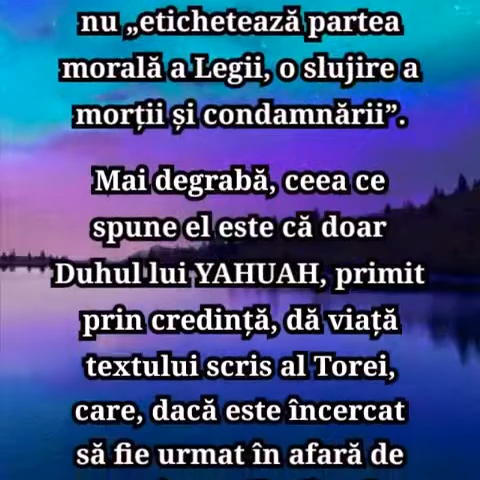 nu „etichetează partea
morală a Legii, o slujire a
morții și condamnării”.
Mai degrabă, ceea ce
spune el este că doar
Duhul lui YAHUAH, primit
prin credință, dă viață
textului scris al Torei,
care, dacă este încercat
să fie urmat în afară de